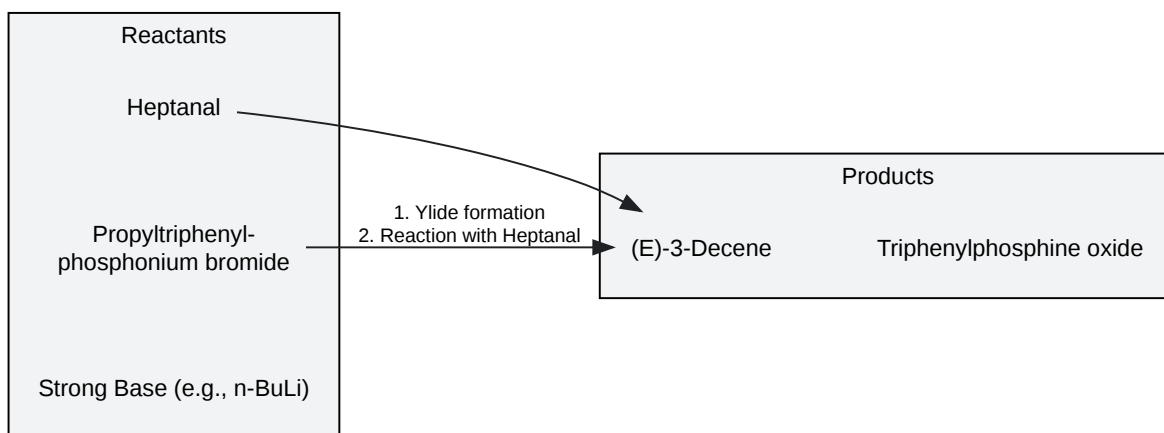 Reactants
Heptanal
Propyltriphenyl-
phosphonium bromide
Strong Base (e.g., n-BuLi)
1. Ylide formation
2. Reaction with Heptanal
Products
(E)-3-Decene
Triphenylphosphine oxide